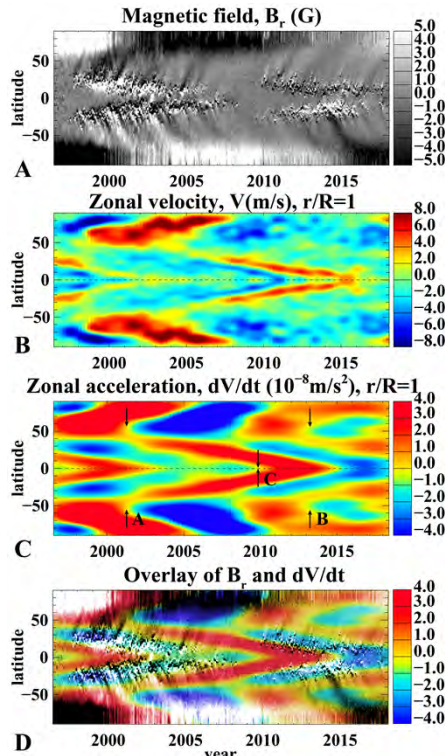 Magnetic field, B_r (G)
latitude
50
0
−50
A
2000 2005 2010 2015
5.0
4.0
3.0
2.0
1.0
0.0
−1.0
−2.0
−3.0
−4.0
−5.0
Zonal velocity, V(m/s), r/R=1
latitude
50
0
−50
B
2000 2005 2010 2015
8.0
6.0
4.0
2.0
0.0
−2.0
−4.0
−6.0
−8.0
Zonal acceleration, dV/dt (10⁻⁸m/s²), r/R=1
latitude
50
0
−50
C
A
B
C
2000 2005 2010 2015
4.0
3.0
2.0
1.0
0.0
−1.0
−2.0
−3.0
−4.0
Overlay of B_r and dV/dt
latitude
50
0
−50
D
2000 2005 2010 2015
year
4.0
3.0
2.0
1.0
0.0
−1.0
−2.0
−3.0
−4.0